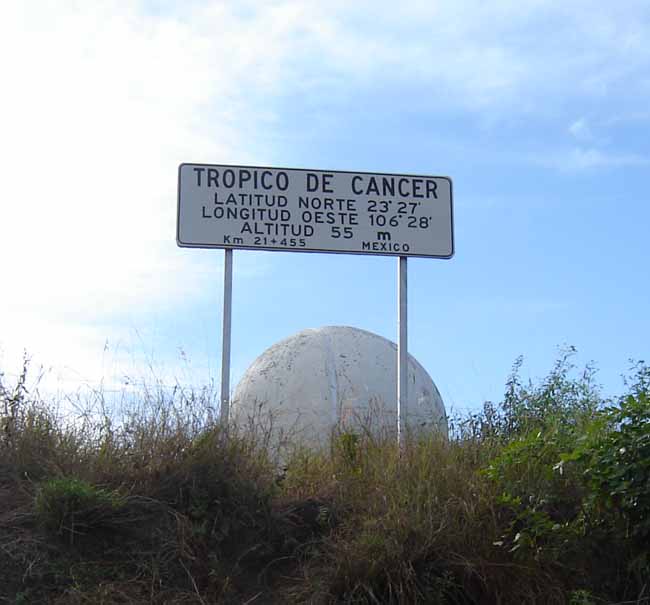 TROPICO DE CANCER
LATITUD NORTE 23° 27'
LONGITUD OESTE 106° 28'
ALTITUD 55 m
Km 21+455 MEXICO